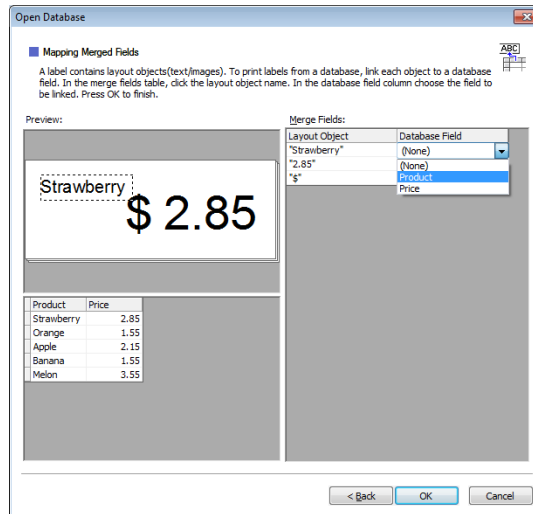 Open Database
Mapping Merged Fields
ABC
A label contains layout objects(text/images). To print labels from a database, link each object to a database
field. In the merge fields table, click the layout object name. In the database field column choose the field to
be linked. Press OK to finish.
Preview:
Merge Fields:
Layout Object Database Field
"Strawberry" (None)
"2.85" (None)
"$" Product
Price
Strawberry
$ 2.85
Product Price
Strawberry 2.85
Orange 1.55
Apple 2.15
Banana 1.55
Melon 3.55
< Back OK Cancel